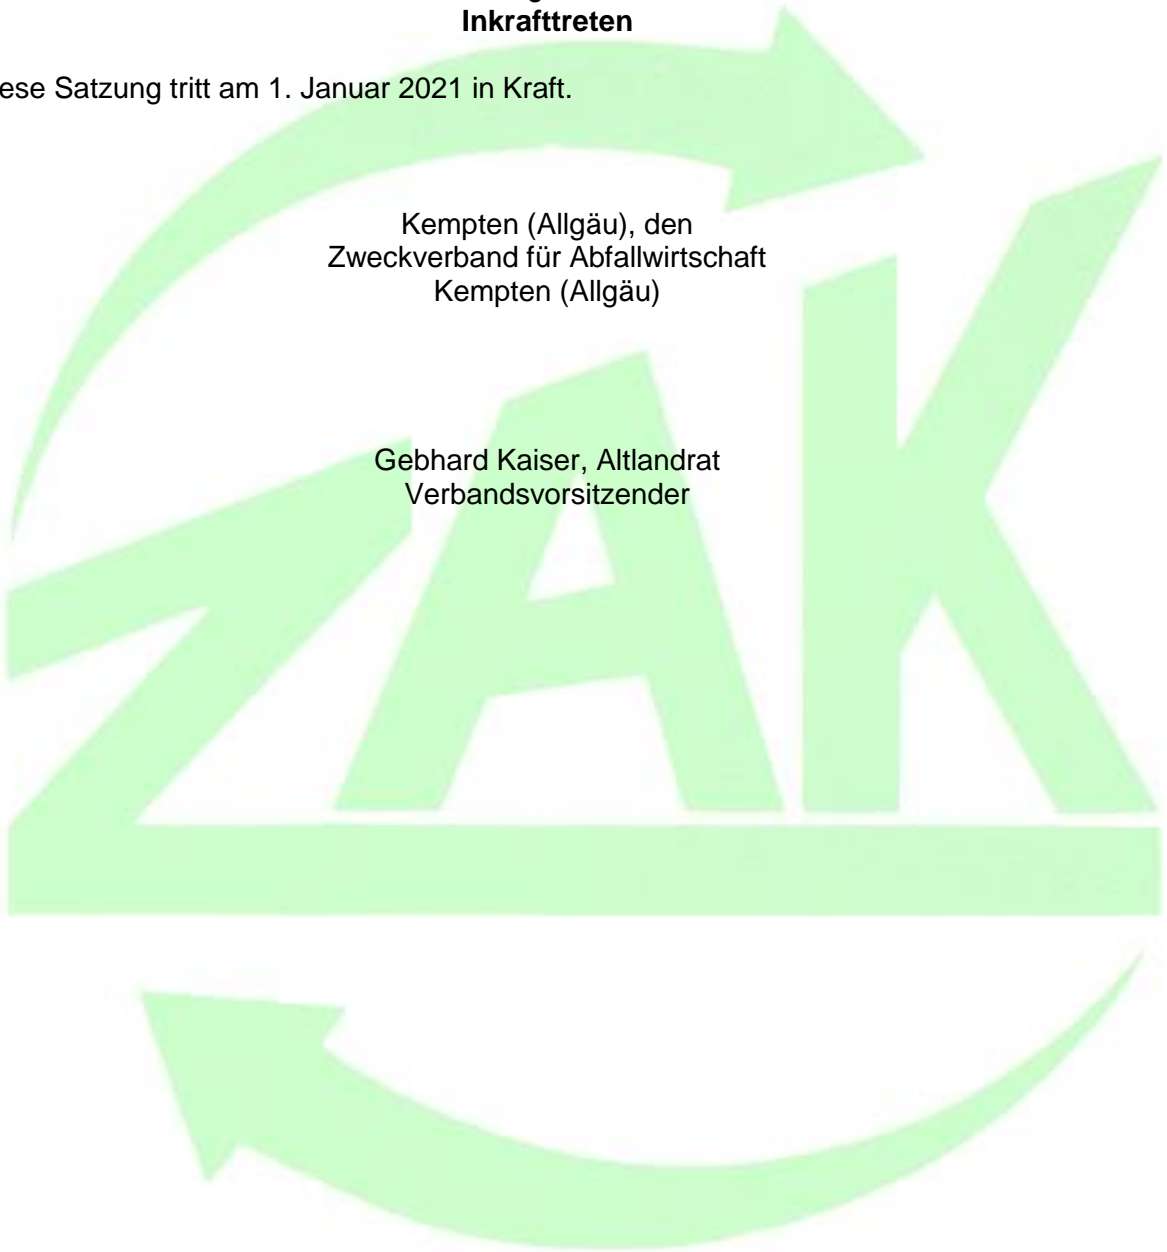 Inkrafttreten
ese Satzung tritt am 1. Januar 2021 in Kraft.
Kempten (Allgäu), den
Zweckverband für Abfallwirtschaft
Kempten (Allgäu)
Gebhard Kaiser, Altlandrat
Verbandsvorsitzender
ZAK